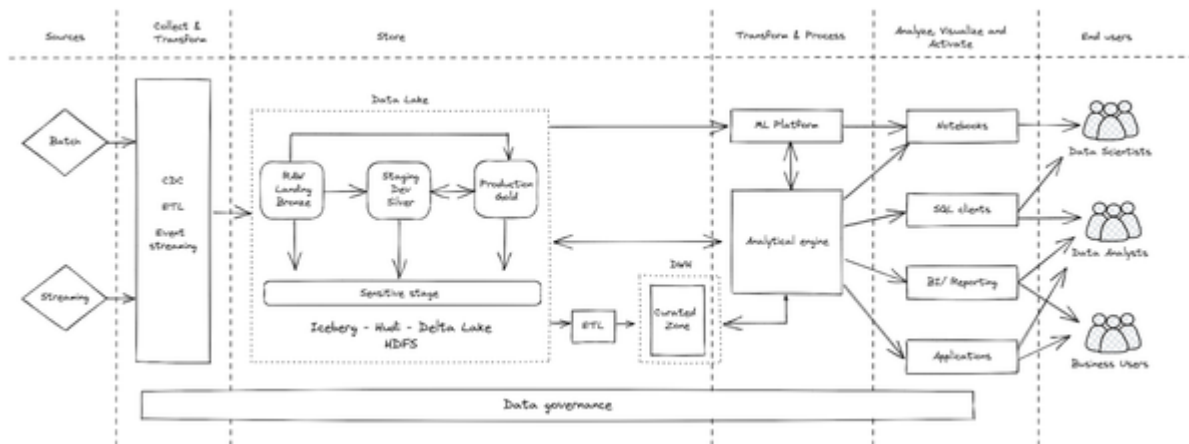 Sources
Collect &
Transform
Store
Transform & Process
Analyze, Visualize and
Activate
End users
Data Lake
Batch
Streaming
CDC
ETL
Event
streaming
RAW
Landing
Bronze
Staging
Dev
Silver
Production
Gold
Sensitive stage
Iceberg - Hudi - Delta Lake
HDFS
ETL
DWH
Curated
Zone
ML Platform
Analytical engine
Notebooks
SQL clients
BI/ Reporting
Applications
Data Scientists
Data Analysts
Business Users
Data governance